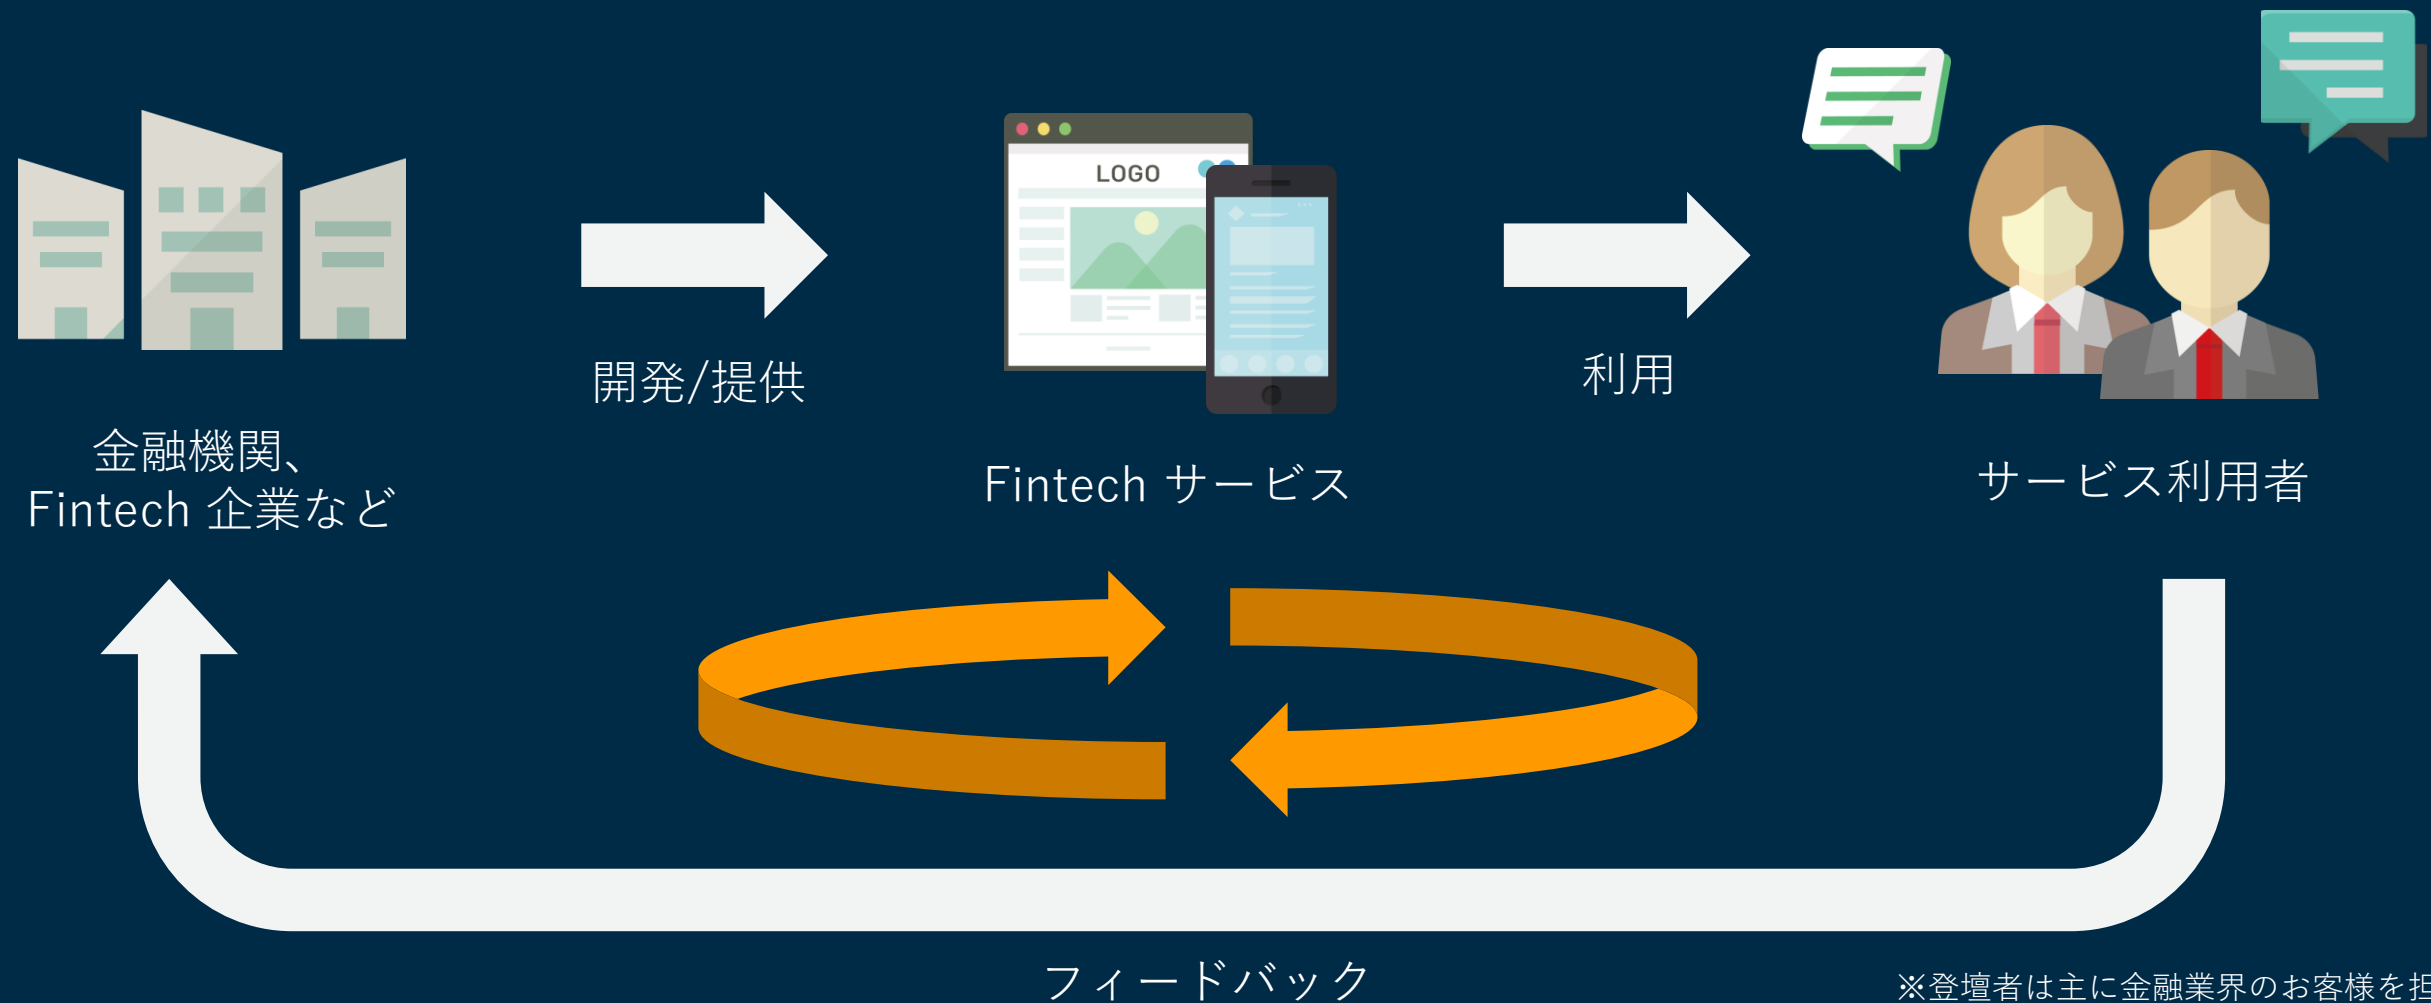 LOGO
開発/提供
利用
金融機関、
Fintech 企業など
Fintech サービス
サービス利用者
フィードバック
※登壇者は主に金融業界のお客様を担